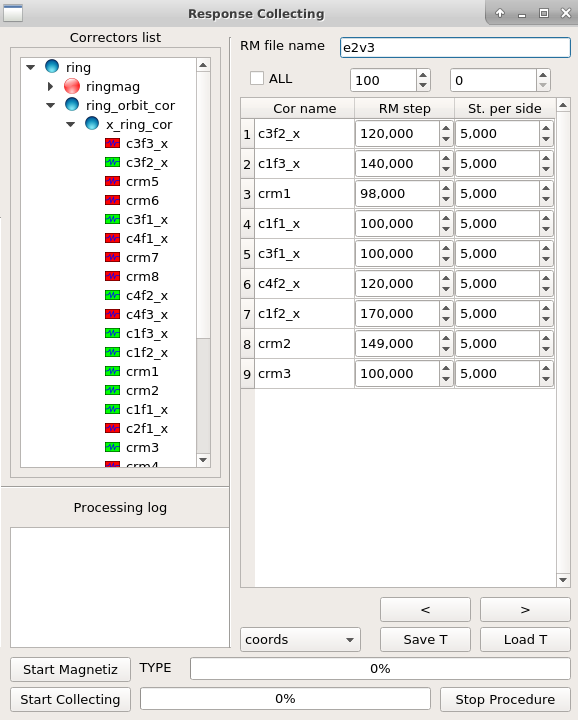 Response Collecting
Correctors list
ring
ringmag
ring_orbit_cor
x_ring_cor
c3f3_x
c3f2_x
crm5
crm6
c3f1_x
c4f1_x
crm7
crm8
c4f2_x
c4f3_x
c1f3_x
c1f2_x
crm1
crm2
c1f1_x
c2f1_x
crm3
crm4
Processing log
RM file name e2v3
ALL 100 0
Cor name RM step St. per side
1 c3f2_x 120,000 5,000
2 c1f3_x 140,000 5,000
3 crm1 98,000 5,000
4 c1f1_x 100,000 5,000
5 c3f1_x 100,000 5,000
6 c4f2_x 120,000 5,000
7 c1f2_x 170,000 5,000
8 crm2 149,000 5,000
9 crm3 100,000 5,000
< >
coords Save T Load T
Start Magnetiz TYPE 0%
Start Collecting 0% Stop Procedure